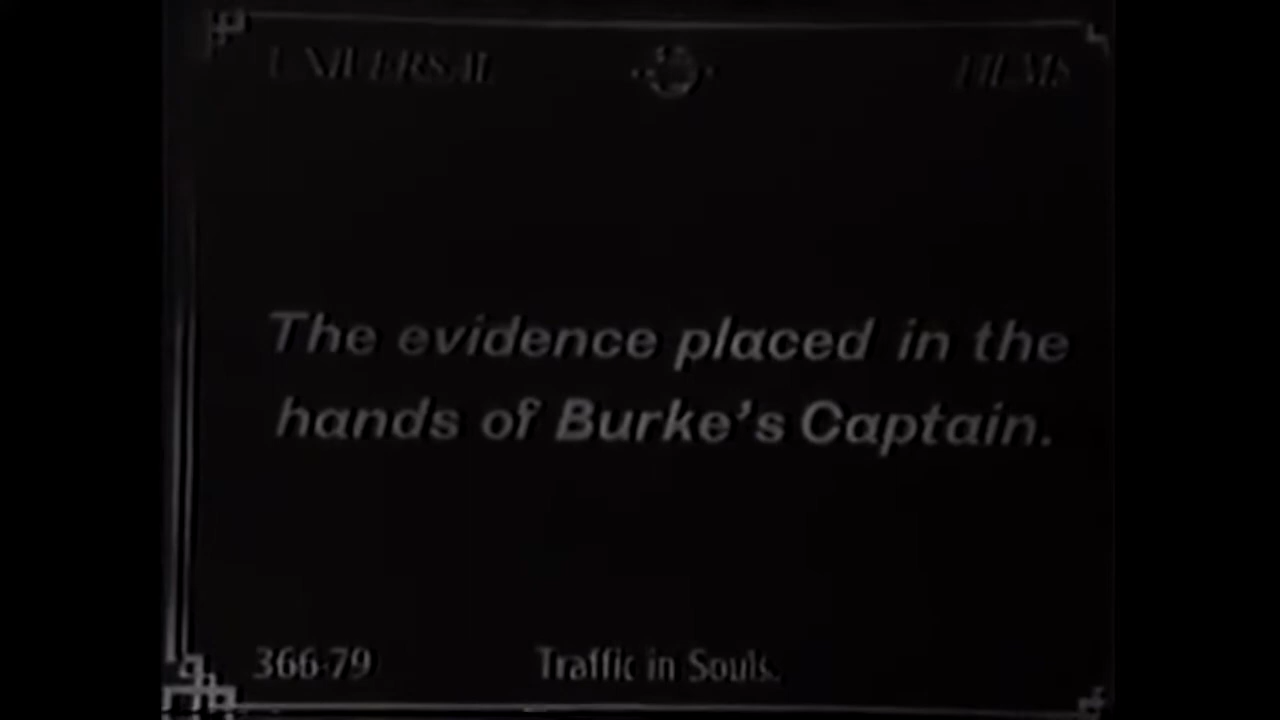 UNIVERSAL FILMS
The evidence placed in the
hands of Burke's Captain.
366-79 Traffic in Souls.